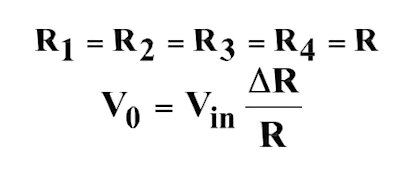 R₁ = R₂ = R₃ = R₄ = R
V₀ = Vᵢₙ ΔR/R